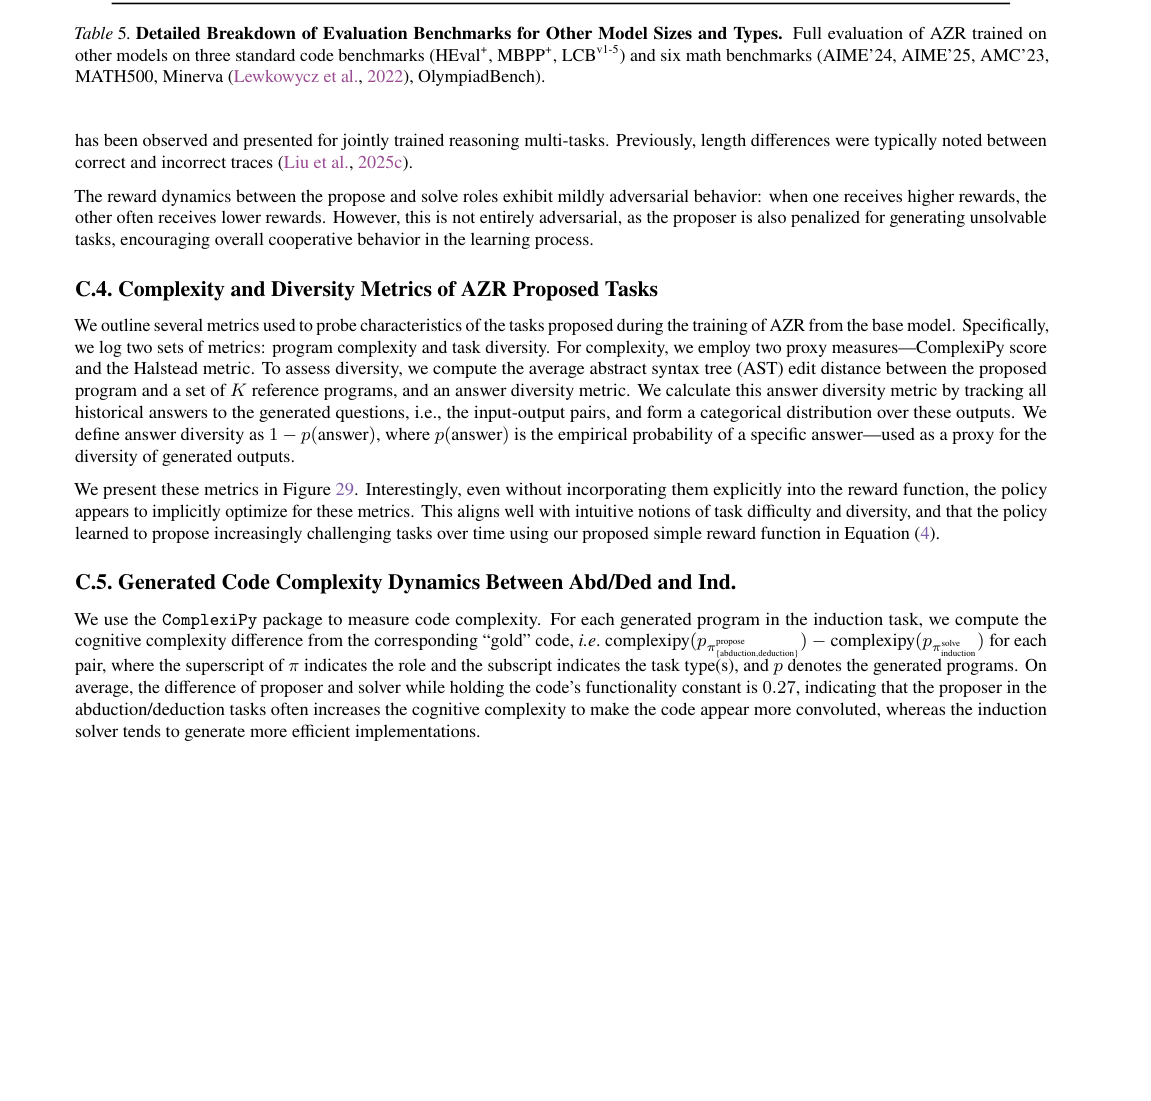 Table 5. Detailed Breakdown of Evaluation Benchmarks for Other Model Sizes and Types. Full evaluation of AZR trained on
other models on three standard code benchmarks (HEval+, MBPP+, LCBv1-5) and six math benchmarks (AIME’24, AIME’25, AMC’23,
MATH500, Minerva (Lewkowycz et al., 2022), OlympiadBench).
has been observed and presented for jointly trained reasoning multi-tasks. Previously, length differences were typically noted between
correct and incorrect traces (Liu et al., 2025c).
The reward dynamics between the propose and solve roles exhibit mildly adversarial behavior: when one receives higher rewards, the
other often receives lower rewards. However, this is not entirely adversarial, as the proposer is also penalized for generating unsolvable
tasks, encouraging overall cooperative behavior in the learning process.
C.4. Complexity and Diversity Metrics of AZR Proposed Tasks
We outline several metrics used to probe characteristics of the tasks proposed during the training of AZR from the base model. Specifically,
we log two sets of metrics: program complexity and task diversity. For complexity, we employ two proxy measures—ComplexiPy score
and the Halstead metric. To assess diversity, we compute the average abstract syntax tree (AST) edit distance between the proposed
program and a set of K reference programs, and an answer diversity metric. We calculate this answer diversity metric by tracking all
historical answers to the generated questions, i.e., the input-output pairs, and form a categorical distribution over these outputs. We
define answer diversity as 1 − p(answer), where p(answer) is the empirical probability of a specific answer—used as a proxy for the
diversity of generated outputs.
We present these metrics in Figure 29. Interestingly, even without incorporating them explicitly into the reward function, the policy
appears to implicitly optimize for these metrics. This aligns well with intuitive notions of task difficulty and diversity, and that the policy
learned to propose increasingly challenging tasks over time using our proposed simple reward function in Equation (4).
C.5. Generated Code Complexity Dynamics Between Abd/Ded and Ind.
We use the ComplexiPy package to measure code complexity. For each generated program in the induction task, we compute the
cognitive complexity difference from the corresponding “gold” code, i.e. complexipy(pπ propose {abduction,deduction}) − complexipy(pπ solve induction) for each
pair, where the superscript of π indicates the role and the subscript indicates the task type(s), and p denotes the generated programs. On
average, the difference of proposer and solver while holding the code’s functionality constant is 0.27, indicating that the proposer in the
abduction/deduction tasks often increases the cognitive complexity to make the code appear more convoluted, whereas the induction
solver tends to generate more efficient implementations.